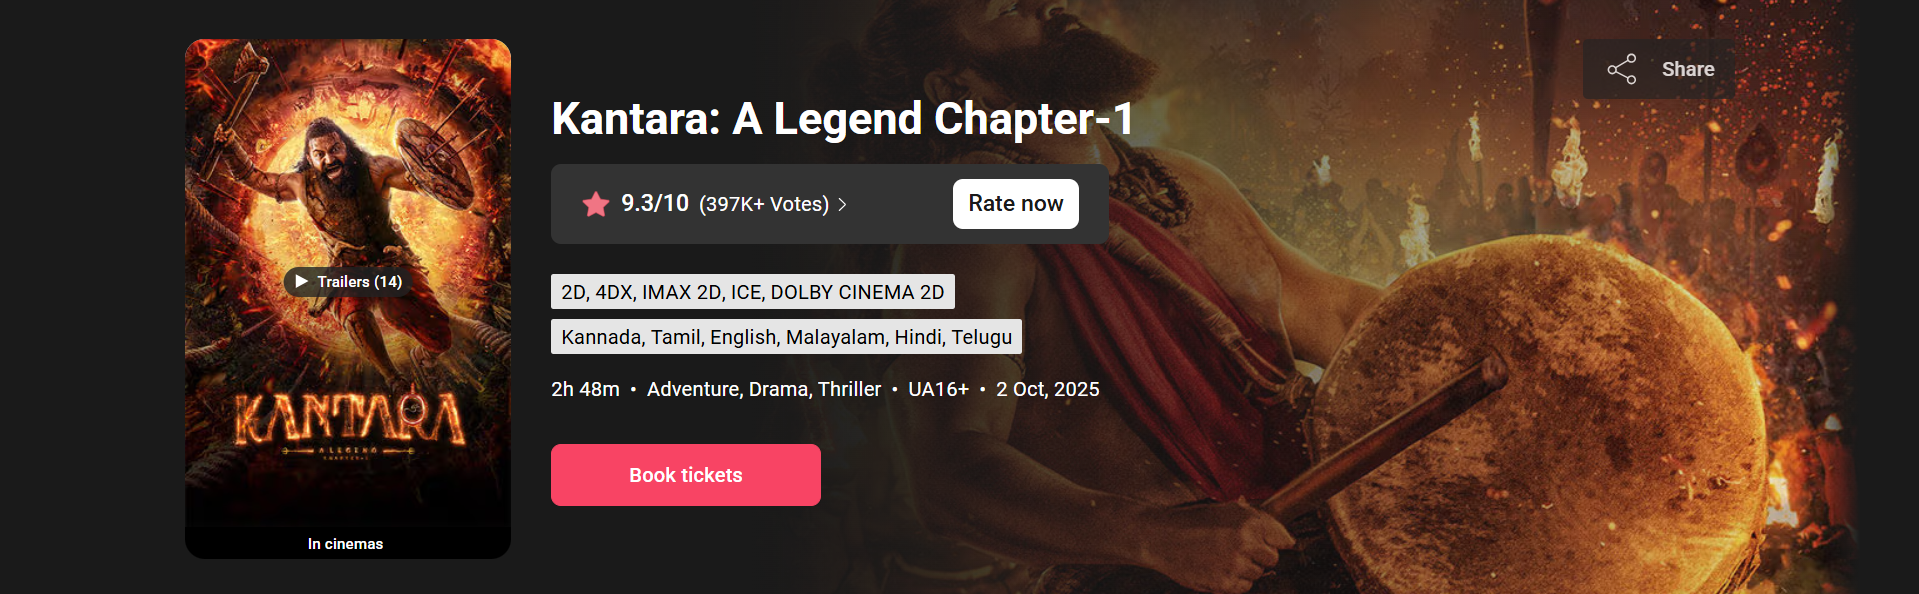 Share
Kantara: A Legend Chapter-1
9.3/10 (397K+ Votes)
Rate now
2D, 4DX, IMAX 2D, ICE, DOLBY CINEMA 2D
Kannada, Tamil, English, Malayalam, Hindi, Telugu
2h 48m • Adventure, Drama, Thriller • UA16+ • 2 Oct, 2025
Book tickets
Trailers (14)
KANTARA
A LEGEND
In cinemas